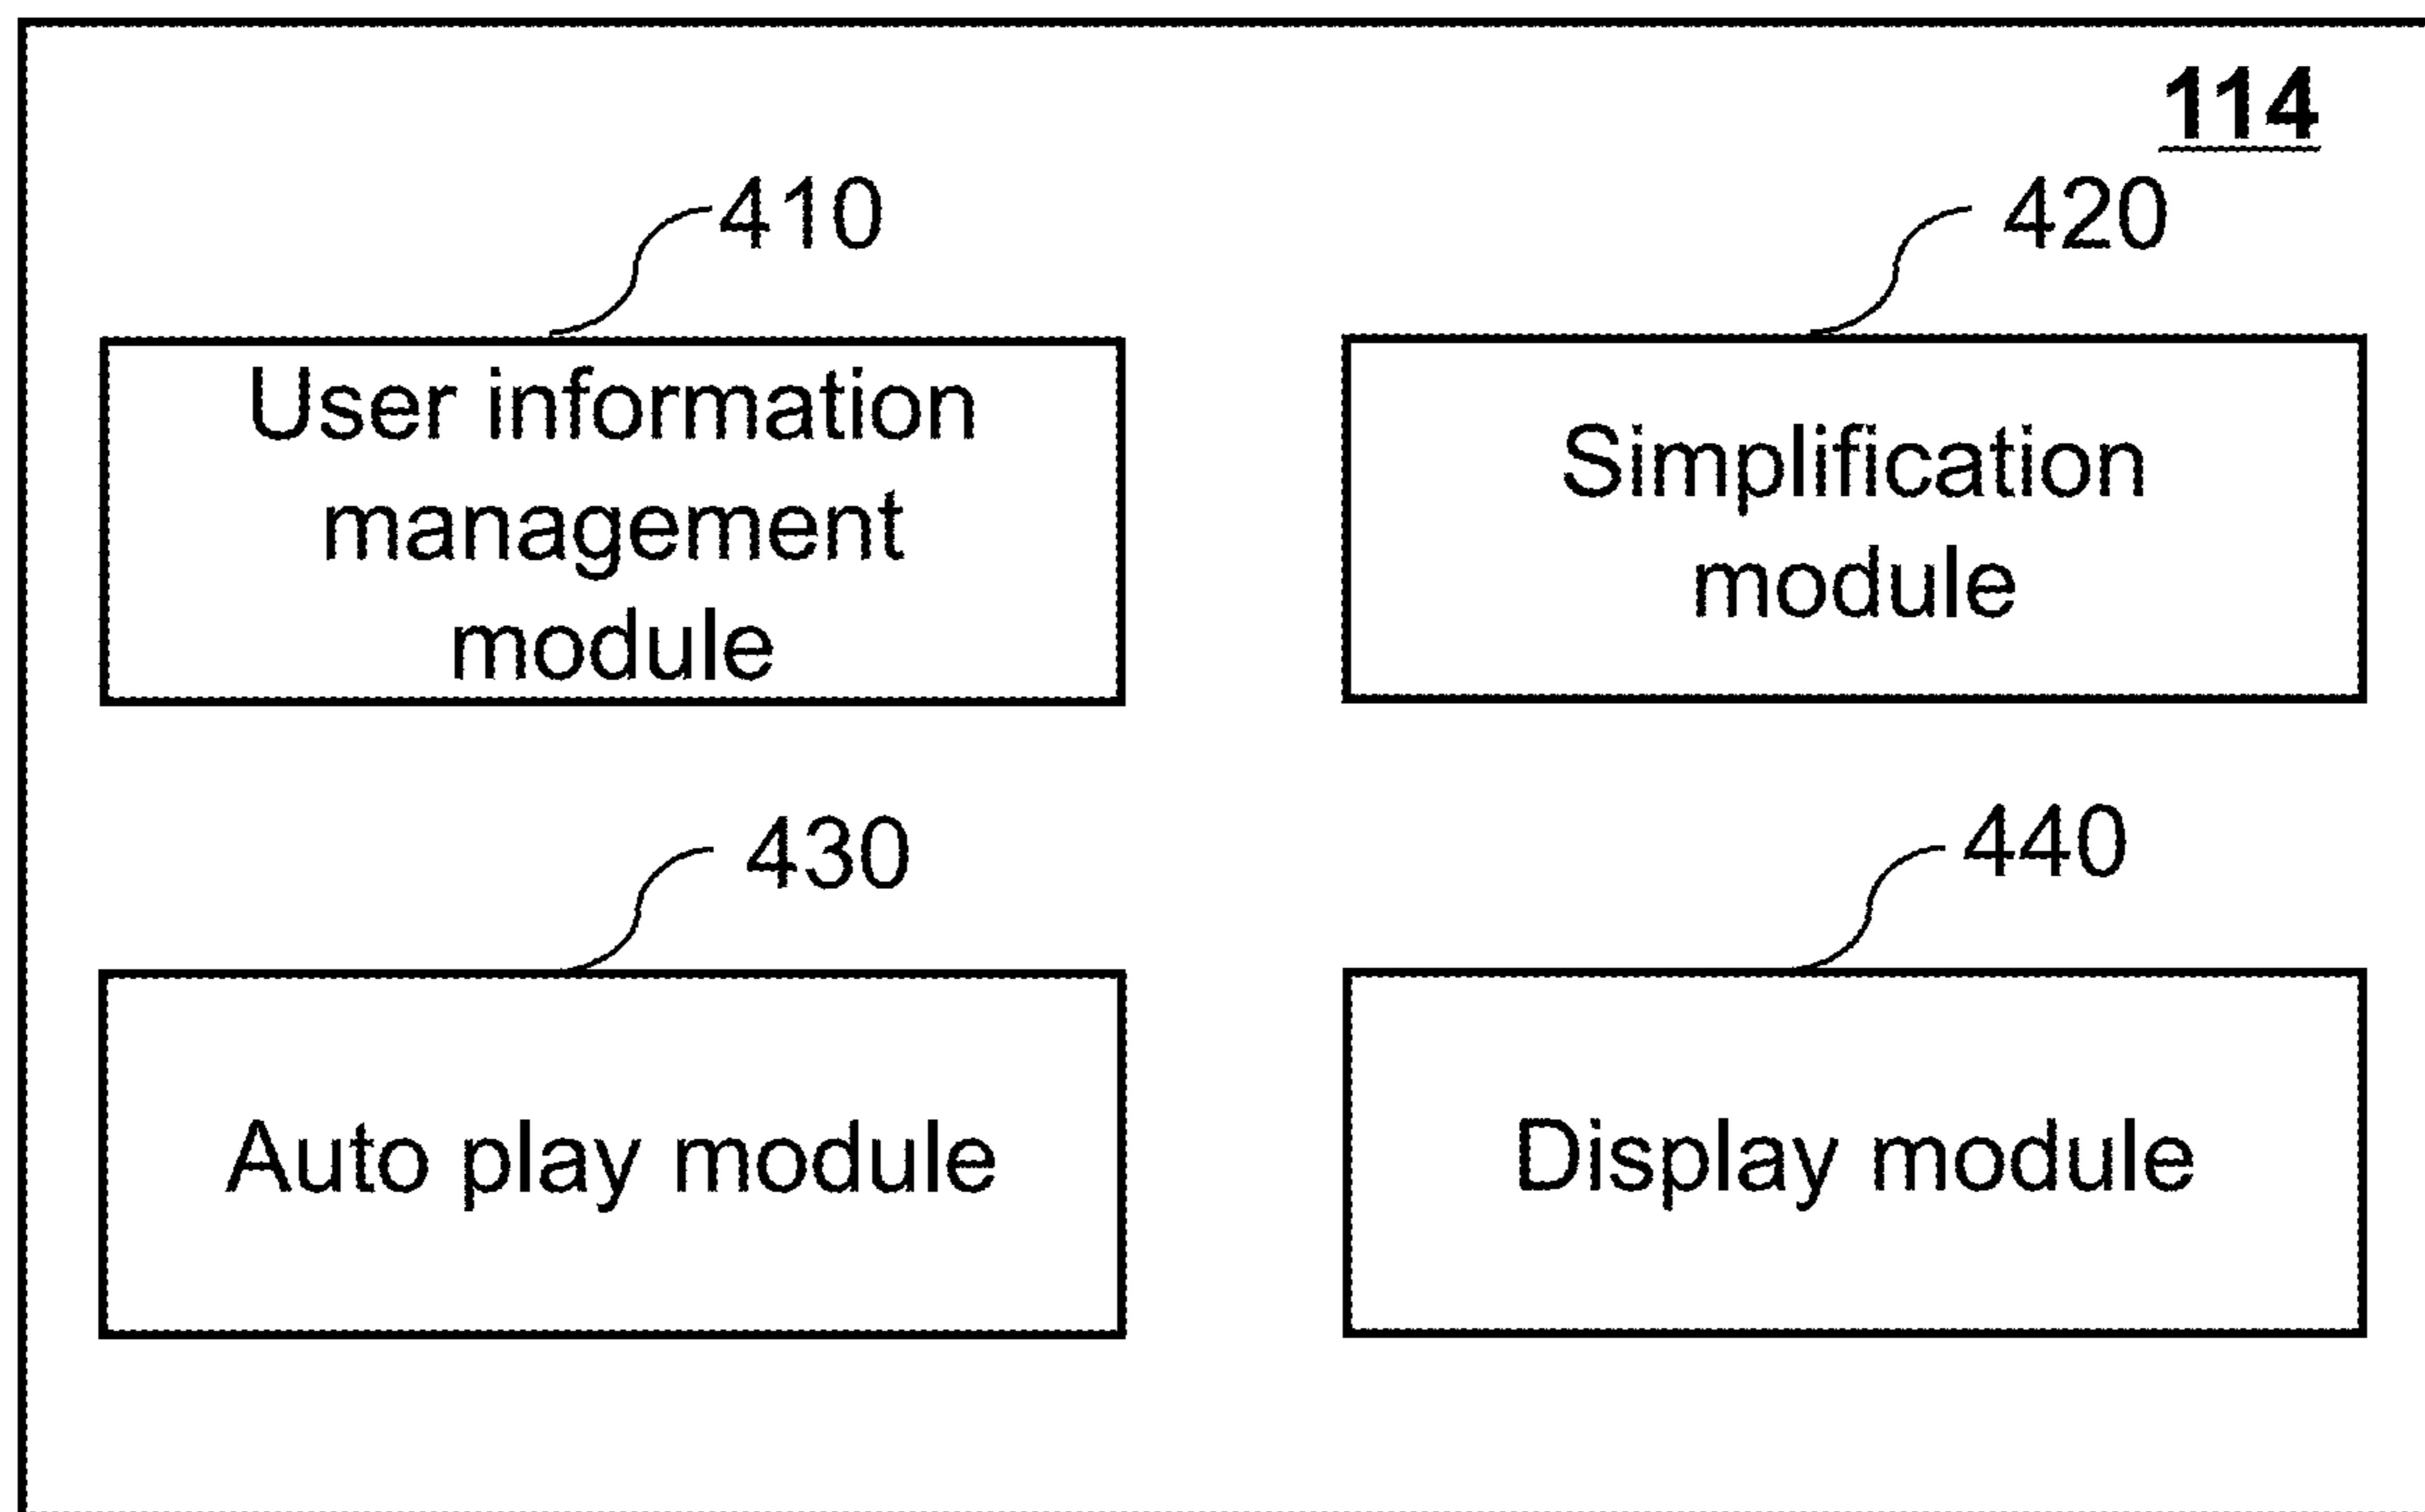 114
410
420
User information
management
module
Simplification
module
430
440
Auto play module
Display module